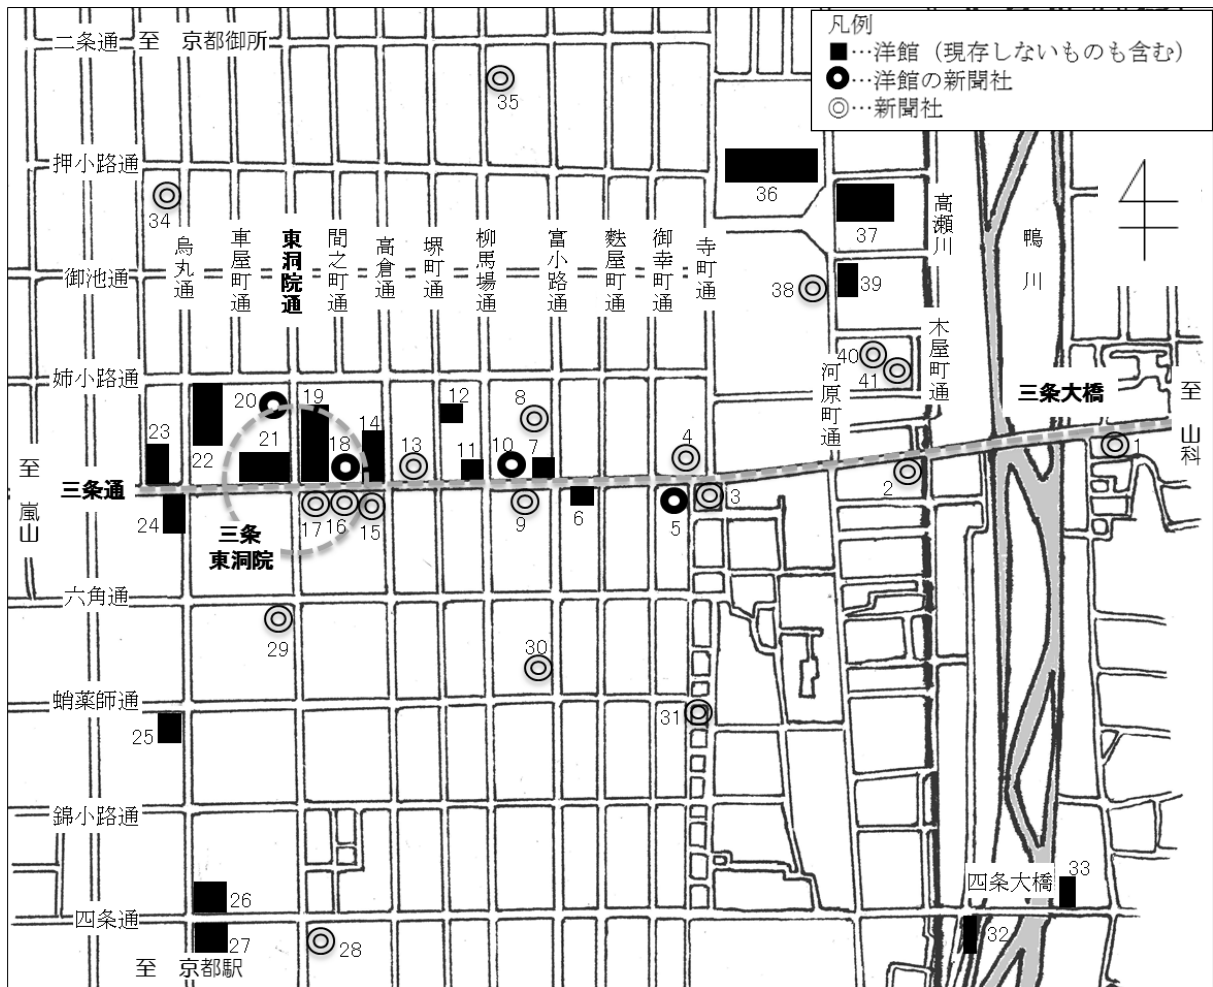 凡例
■…洋館（現存しないものも含む）
…洋館の新聞社
◎…新聞社
二条通
至　京都御所
35
押小路通
34
36
37
高瀬川
鴨川
烏丸通
車屋町通
東洞院通
間之町通
高倉通
堺町通
柳馬場通
富小路通
麩屋町通
御幸町通
寺町通
御池通
38
39
木屋町通
河原町通
40
41
姉小路通
三条大橋
至　山科
20
19
12
8
23
22
21
18
14
13
11
10
7
4
1
2
至　嵐山
三条通
24
17
16
15
9
6
5
3
三条
東洞院
六角通
29
30
蛸薬師通
25
31
錦小路通
26
四条大橋
33
四条通
27
28
32
至　京都駅